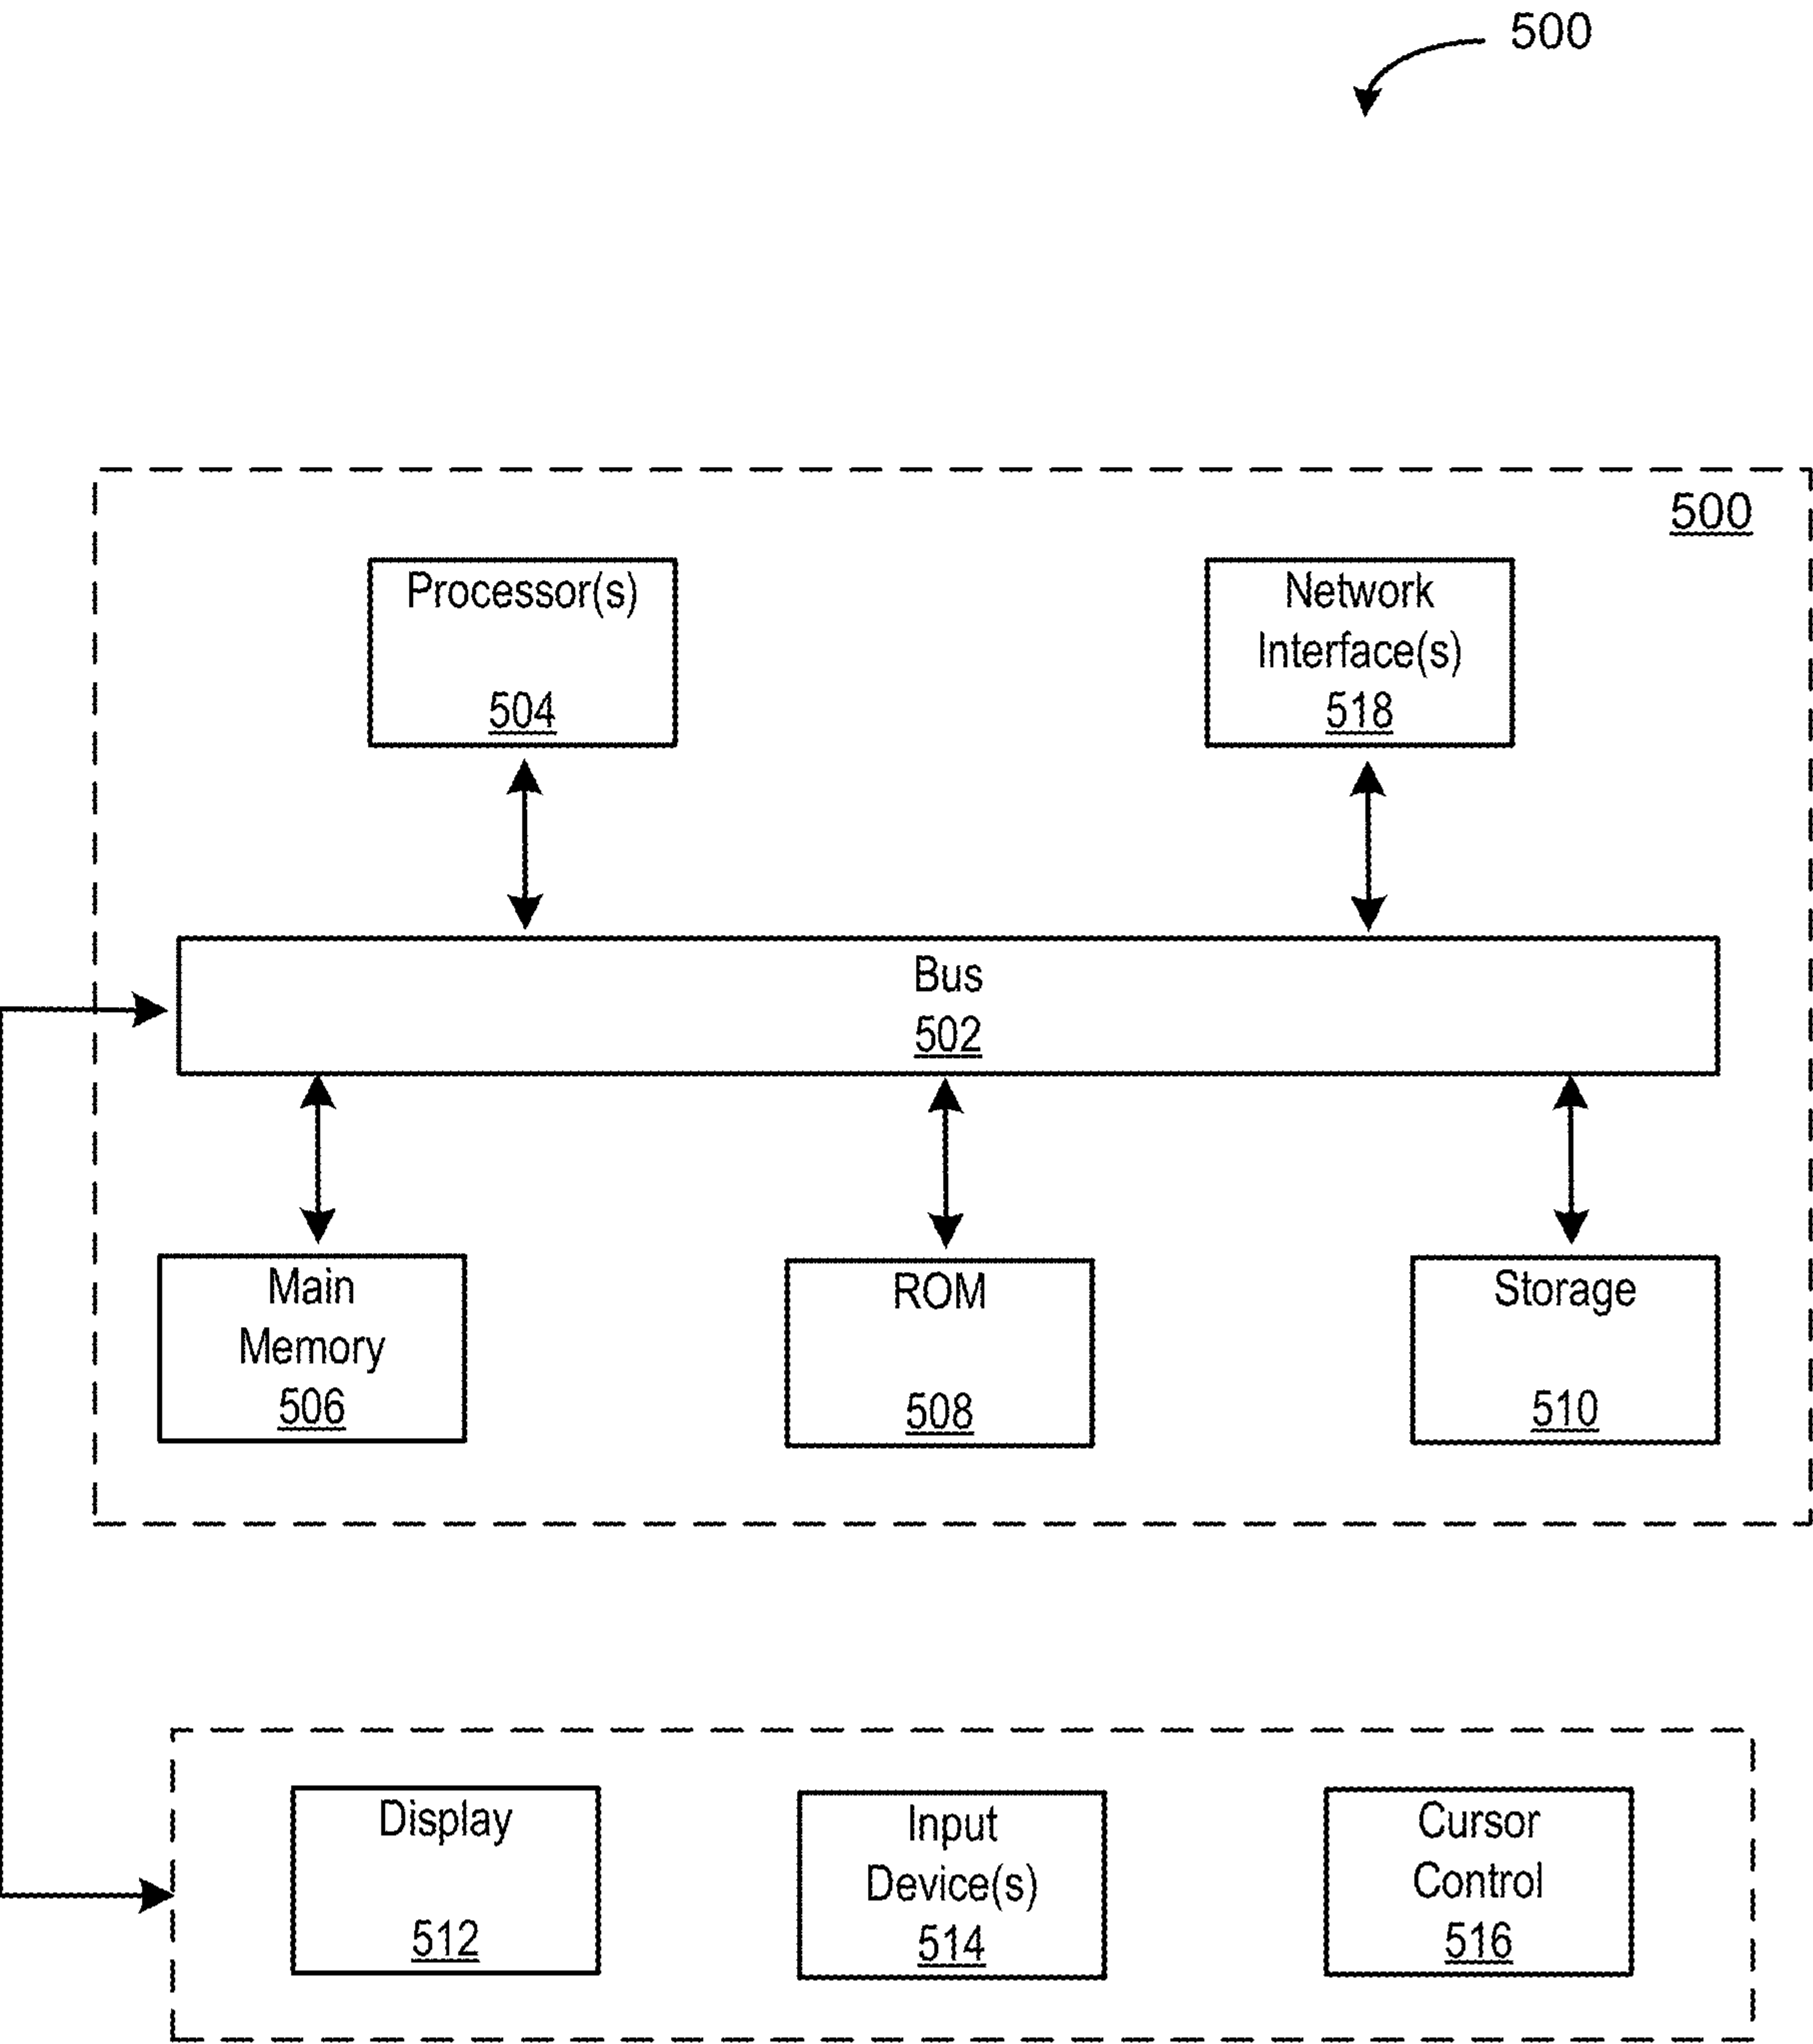 500
500
Processor(s)
504
Network
Interface(s)
518
Bus
502
Main
Memory
506
ROM
508
Storage
510
Display
512
Input
Device(s)
514
Cursor
Control
516